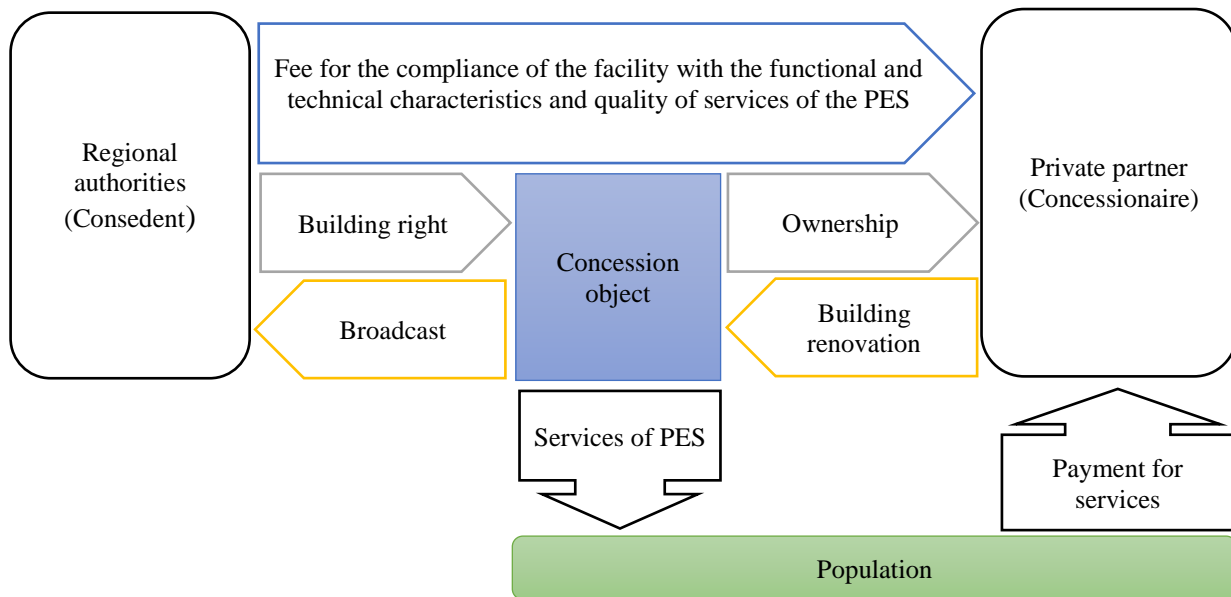 Fee for the compliance of the facility with the functional and
technical characteristics and quality of services of the PES
Regional
authorities
(Consedent)
Private partner
(Concessionaire)
Building right
Ownership
Concession
object
Broadcast
Building
renovation
Services of PES
Payment for
services
Population